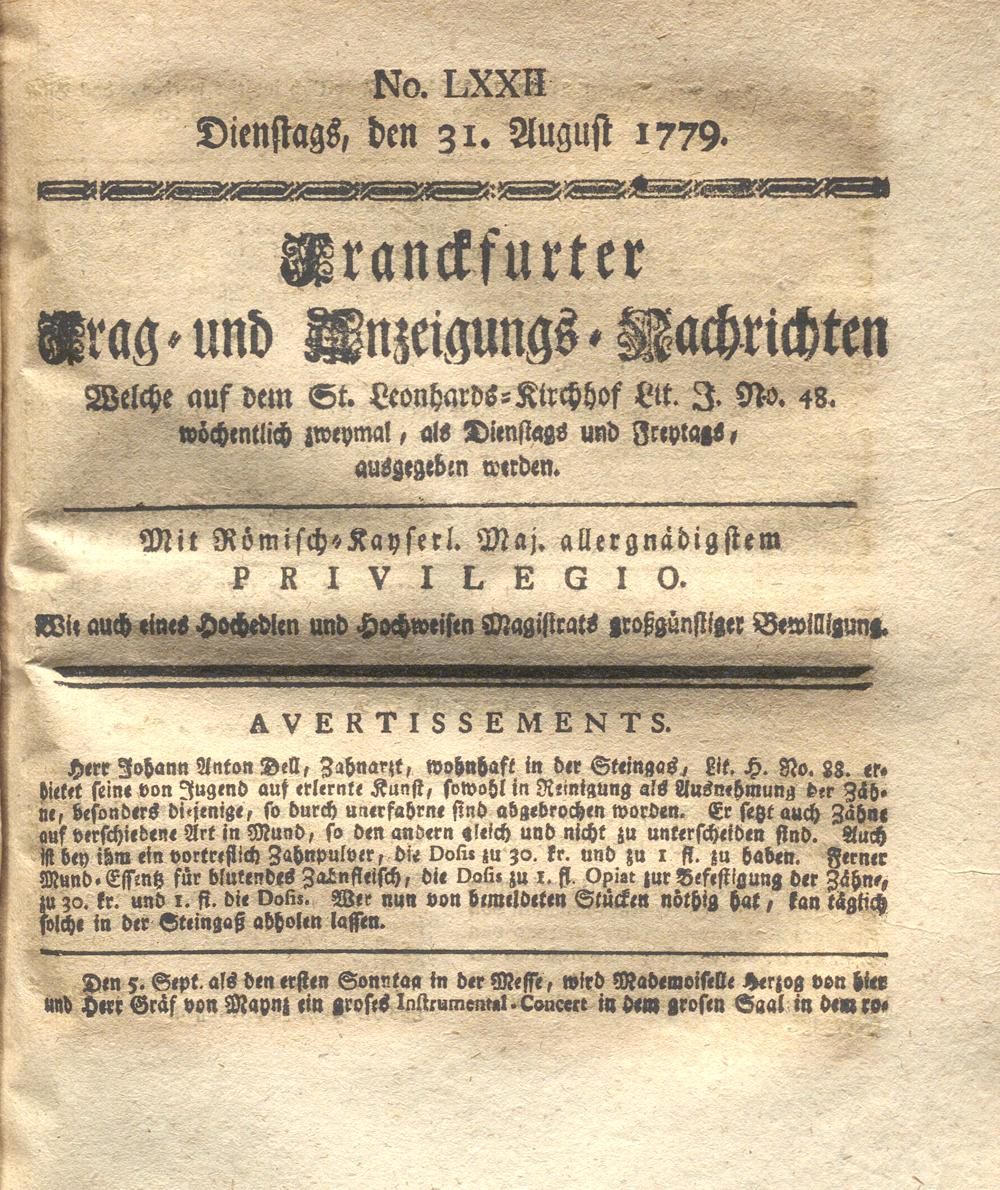 No. LXXII
Dienstags, den 31. August 1779.
Franckfurter
Frag- und Anzeigungs-Nachrichten
Welche auf dem St. Leonhards-Kirchhof Lit. J. No. 48.
wöchentlich zweymal, als Dienstags und Freytags,
ausgegeben werden.
Mit Römisch-Kayserl. Maj. allergnädigstem
PRIVILEGIO.
Wie auch eines Hochedlen und Hochweisen Magistrats großgünstiger Bewilligung.
AVERTISSEMENTS.
Herr Johann Anton Dell, Zahnarzt, wohnhaft in der Steingas, Lit. H. No. 88. er-
bietet seine von Jugend auf erlernte Kunst, sowohl in Reinigung als Ausnehmung der Zäh-
ne, besonders diejenige, so durch unerfahrne sind abgebrochen worden. Er setzt auch Zähne
auf verschiedene Art in Mund, so den andern gleich und nicht zu unterscheiden sind. Auch
ist bey ihm ein vortreflich Zahnpulver, die Dosis zu 30. kr. und zu 1 fl. zu haben. Ferner
Mund-Essentz für blutendes Zahnfleisch, die Dosis zu 1. fl. Opiat zur Befestigung der Zähne,
zu 30. kr. und 1. fl. die Dosis. Wer nun von bemeldeten Stücken nöthig hat, kan täglich
solche in der Steingaß abholen lassen.
Den 5. Sept. als den ersten Sonntag in der Messe, wird Mademoiselle Herzog von hier
und Herr Gräf von Maynz ein groses Instrumental-Concert in dem grosen Saal in dem ro-